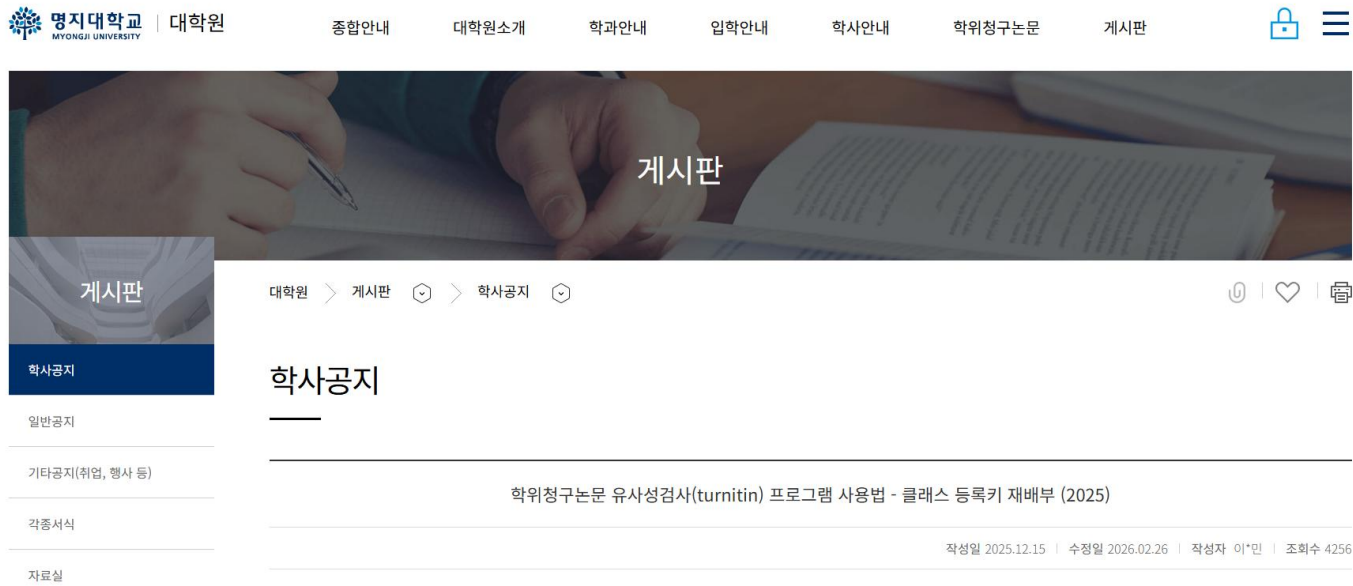 명지대학교 대학원
MYONGJI UNIVERSITY
종합안내 대학원소개 학과안내 입학안내 학사안내 학위청구논문 게시판
게시판
게시판
대학원 게시판 학사공지
학사공지
학사공지
일반공지
기타공지(취업, 행사 등)
학위청구논문 유사성검사(turnitin) 프로그램 사용법 - 클래스 등록키 재배부 (2025)
각종서식
작성일 2025.12.15 수정일 2026.02.26 작성자 이*민 조회수 4256
자료실